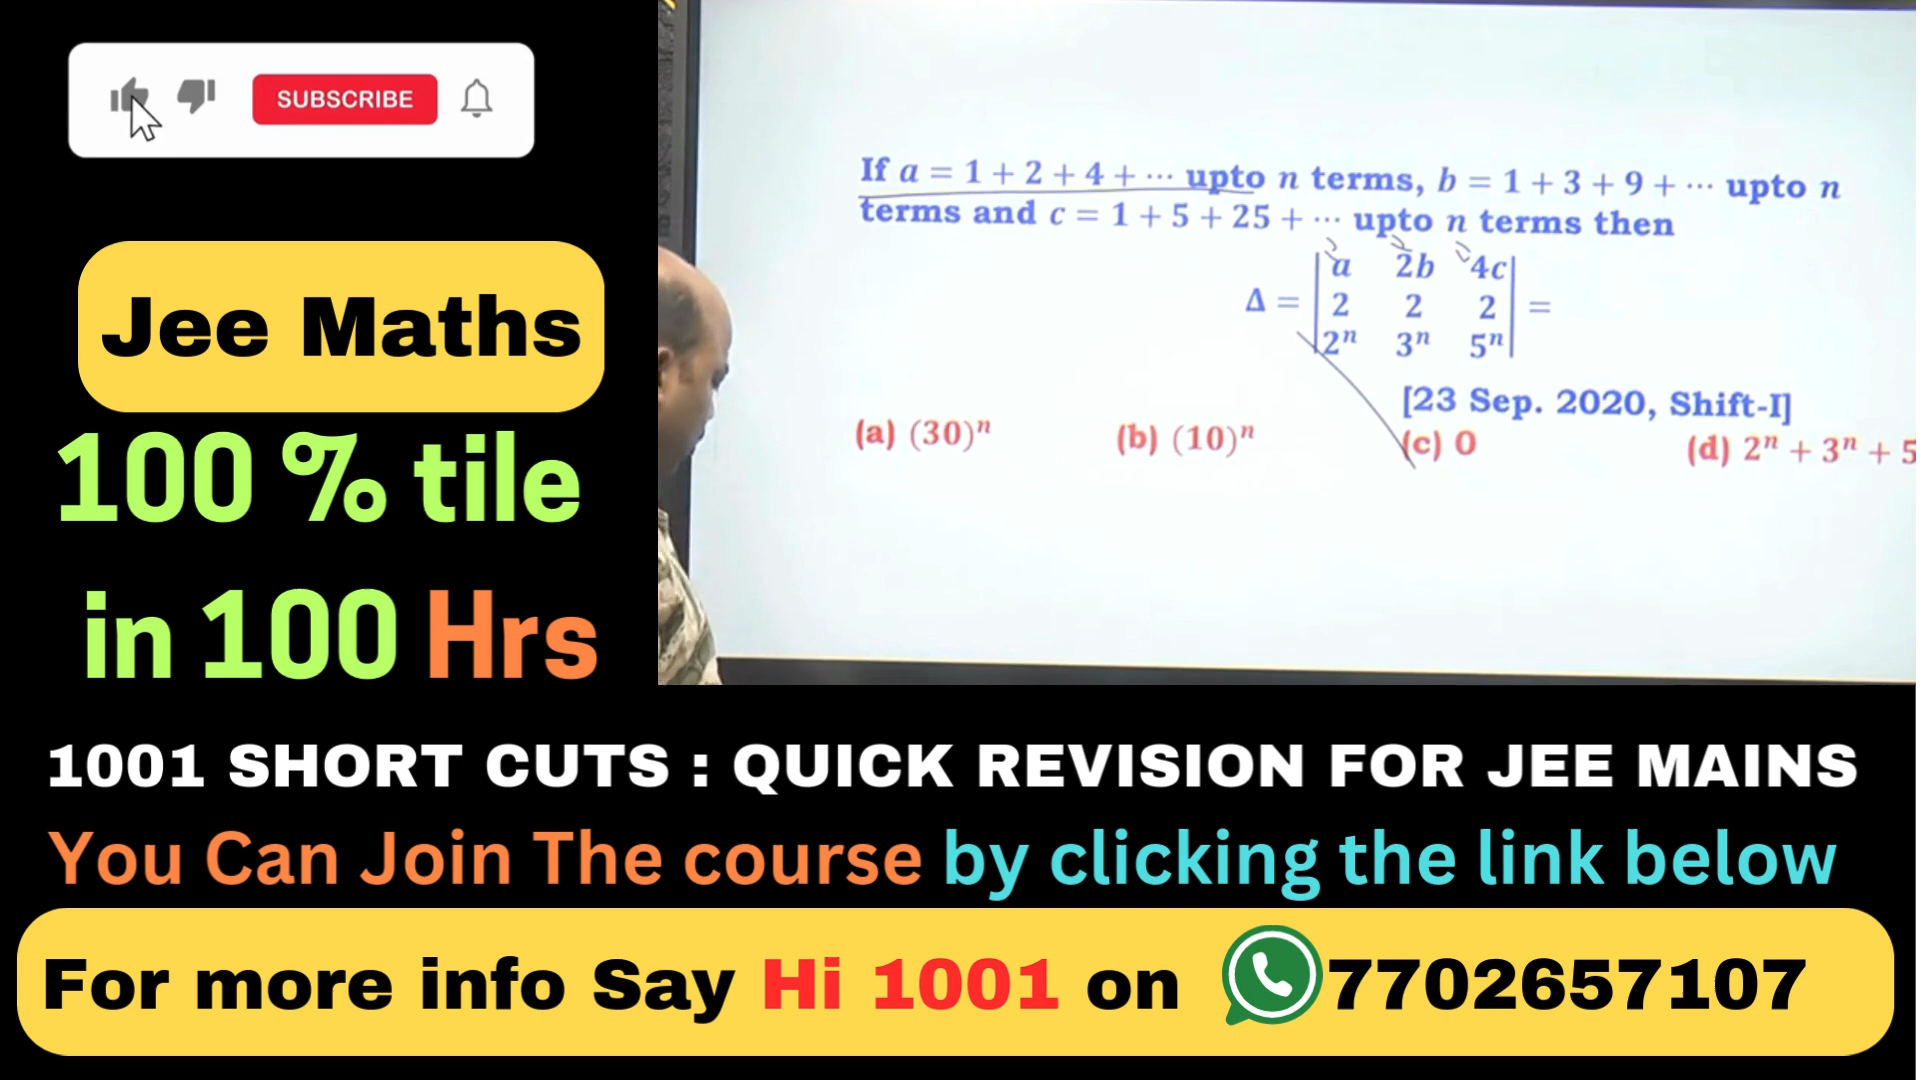 SUBSCRIBE
Jee Maths
100 % tile
in 100 Hrs
If a = 1 + 2 + 4 + ⋯ upto n terms, b = 1 + 3 + 9 + ⋯ upto n
terms and c = 1 + 5 + 25 + ⋯ upto n terms then
Δ = |a 2b 4c|
|2 2 2| =
|2ⁿ 3ⁿ 5ⁿ|
[23 Sep. 2020, Shift-I]
(a) (30)ⁿ (b) (10)ⁿ (c) 0 (d) 2ⁿ + 3ⁿ + 5
1001 SHORT CUTS : QUICK REVISION FOR JEE MAINS
You Can Join The course by clicking the link below
For more info Say Hi 1001 on 7702657107